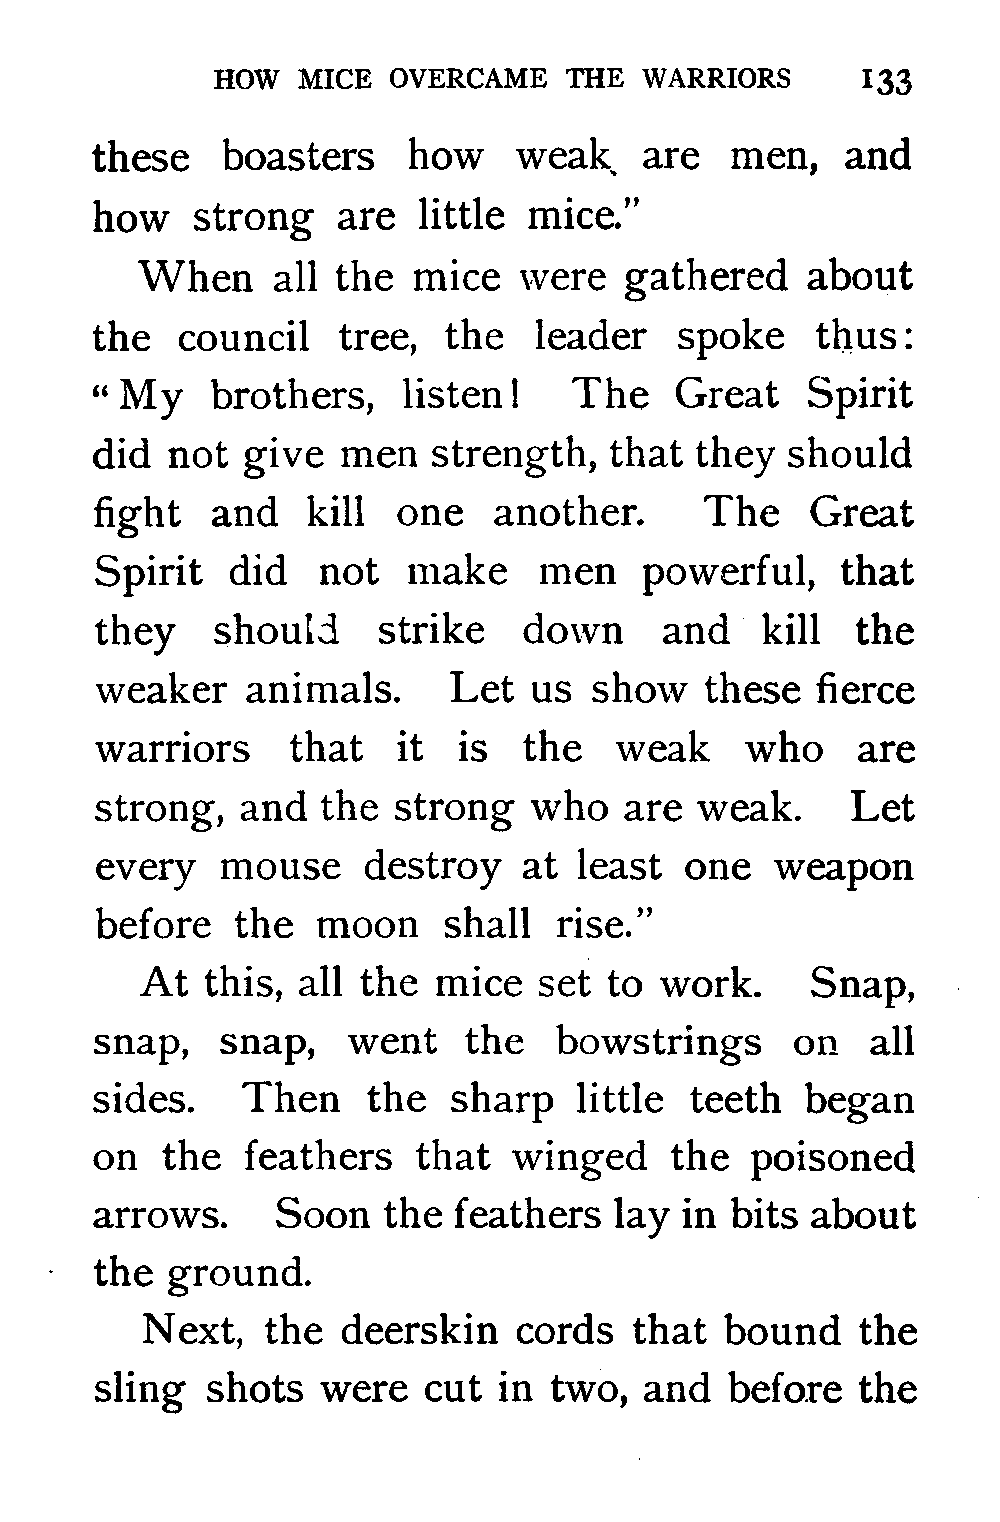 HOW MICE OVERCAME THE WARRIORS 133
these boasters how weak are men, and
how strong are little mice."
When all the mice were gathered about
the council tree, the leader spoke thus:
"My brothers, listen! The Great Spirit
did not give men strength, that they should
fight and kill one another. The Great
Spirit did not make men powerful, that
they should strike down and kill the
weaker animals. Let us show these fierce
warriors that it is the weak who are
strong, and the strong who are weak. Let
every mouse destroy at least one weapon
before the moon shall rise."
At this, all the mice set to work. Snap,
snap, snap, went the bowstrings on all
sides. Then the sharp little teeth began
on the feathers that winged the poisoned
arrows. Soon the feathers lay in bits about
the ground.
Next, the deerskin cords that bound the
sling shots were cut in two, and before the